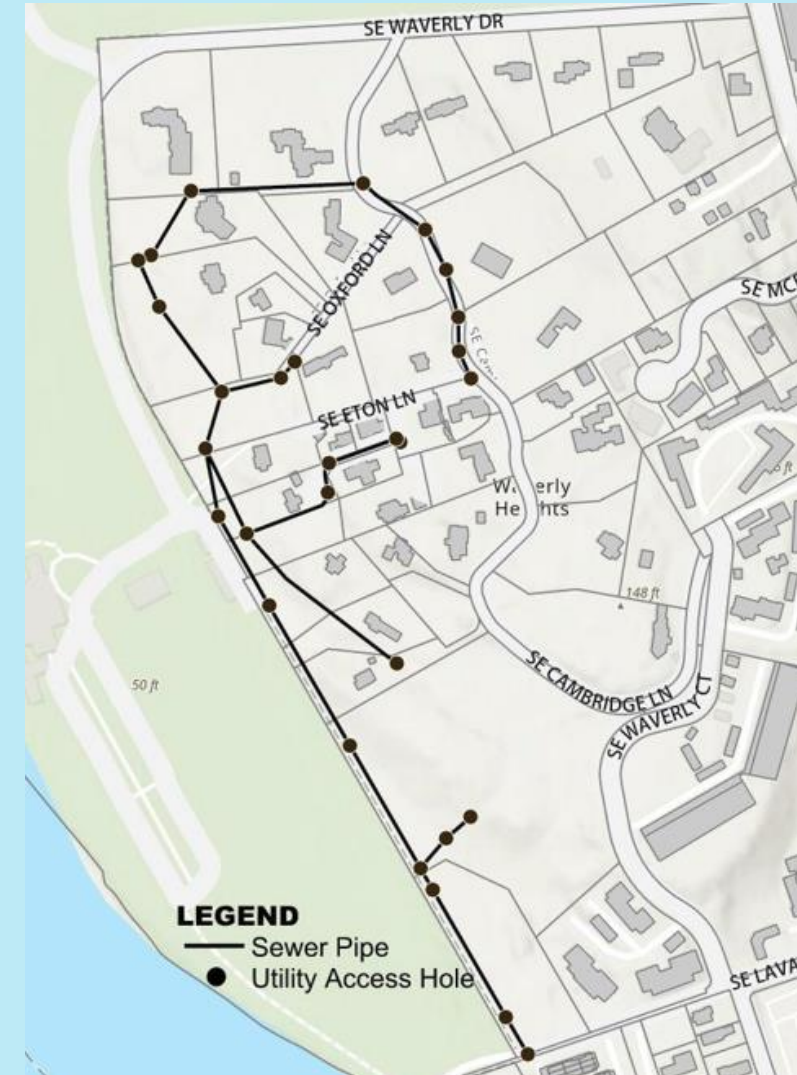 SE WAVERLY DR
SE OXFORD LN
SE MC
SE Cam
SE ETON LN
Heights
148 ft
SE CAMBRIDGE LN
50 ft
SE WAVERLY CT
LEGEND
Sewer Pipe
Utility Access Hole
SE LAVA